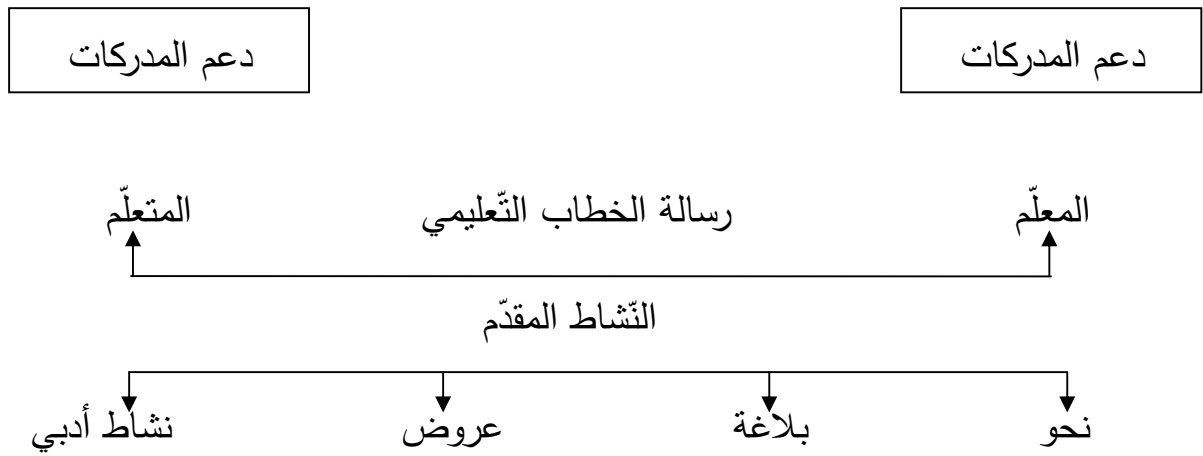 دعم المدركات
دعم المدركات
المعلّم
رسالة الخطاب التّعليمي
المتعلّم
النّشاط المقدّم
نحو
بلاغة
عروض
نشاط أدبي